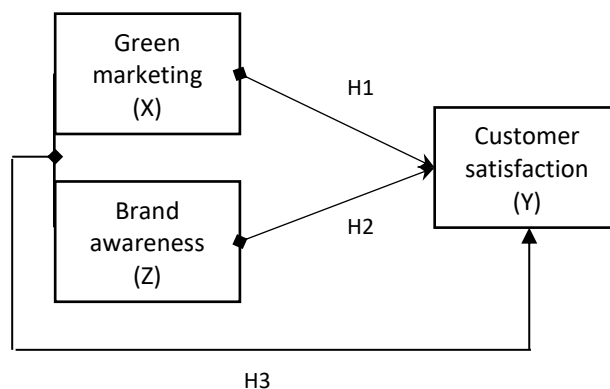 Green
marketing
(X)
H1
Customer
satisfaction
(Y)
Brand
awareness
(Z)
H2
H3